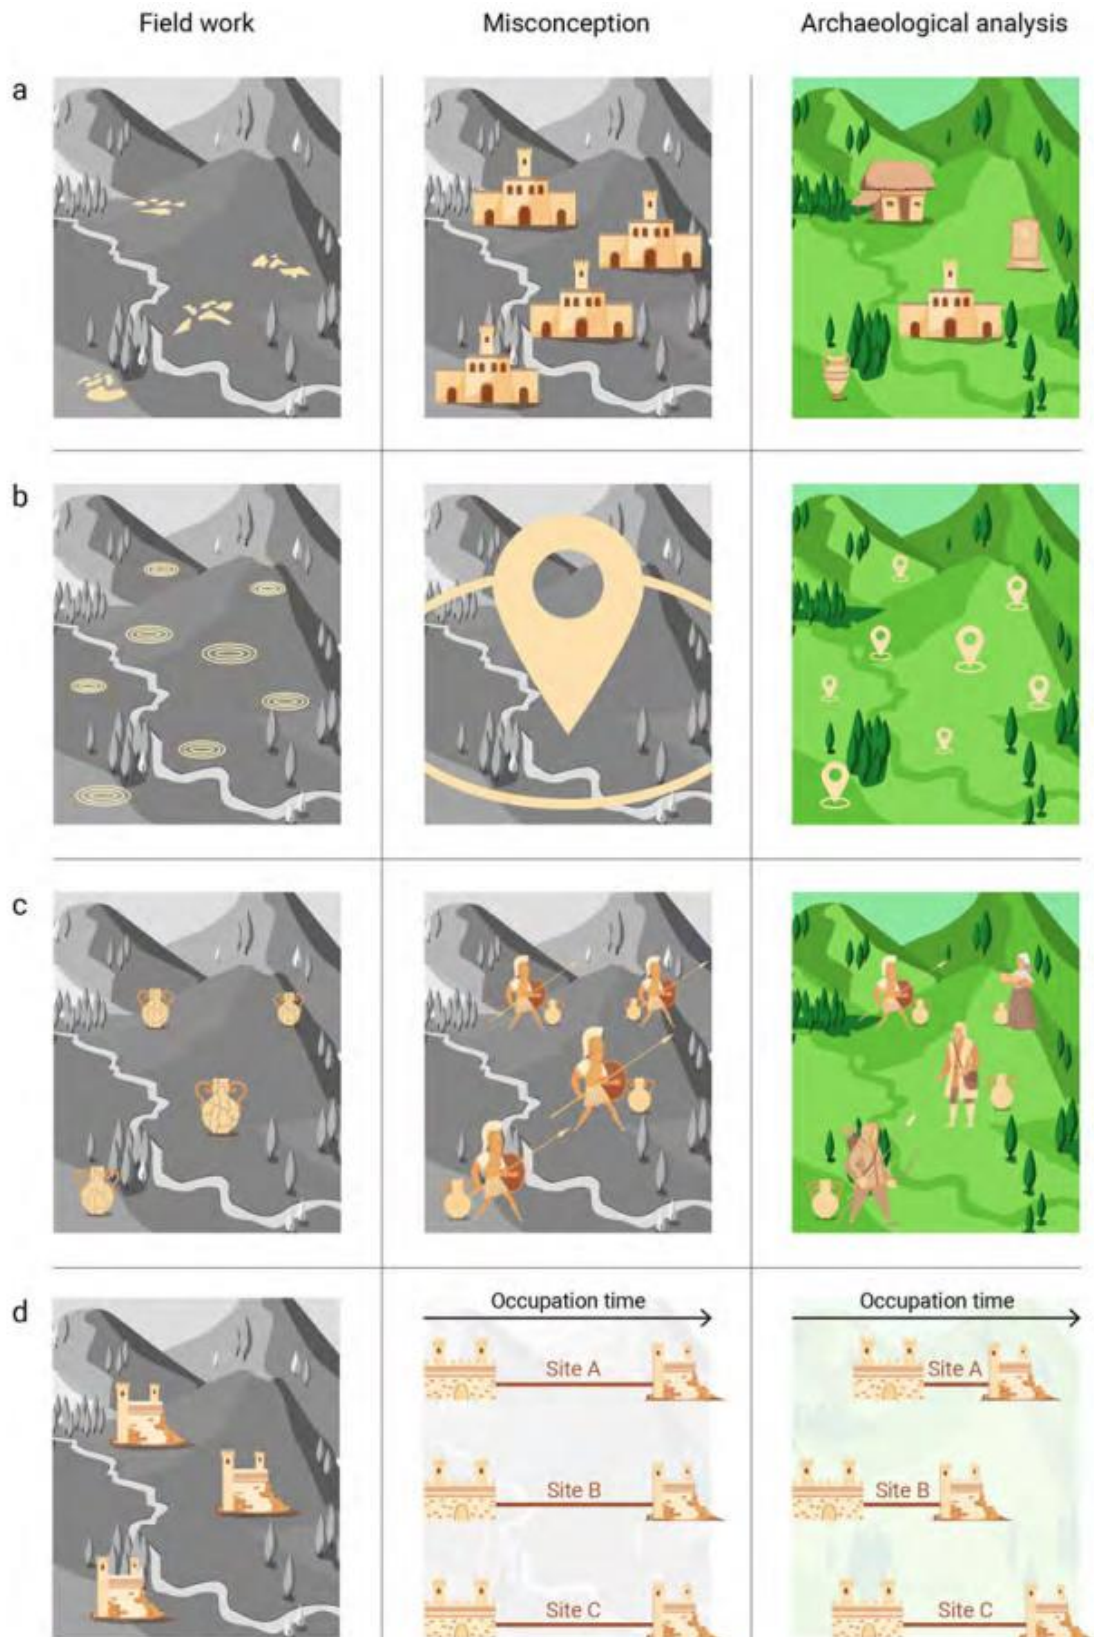 Field work
Misconception
Archaeological analysis
a
b
c
d
Occupation time
Site A
Site B
Site C
Occupation time
Site A
Site B
Site C